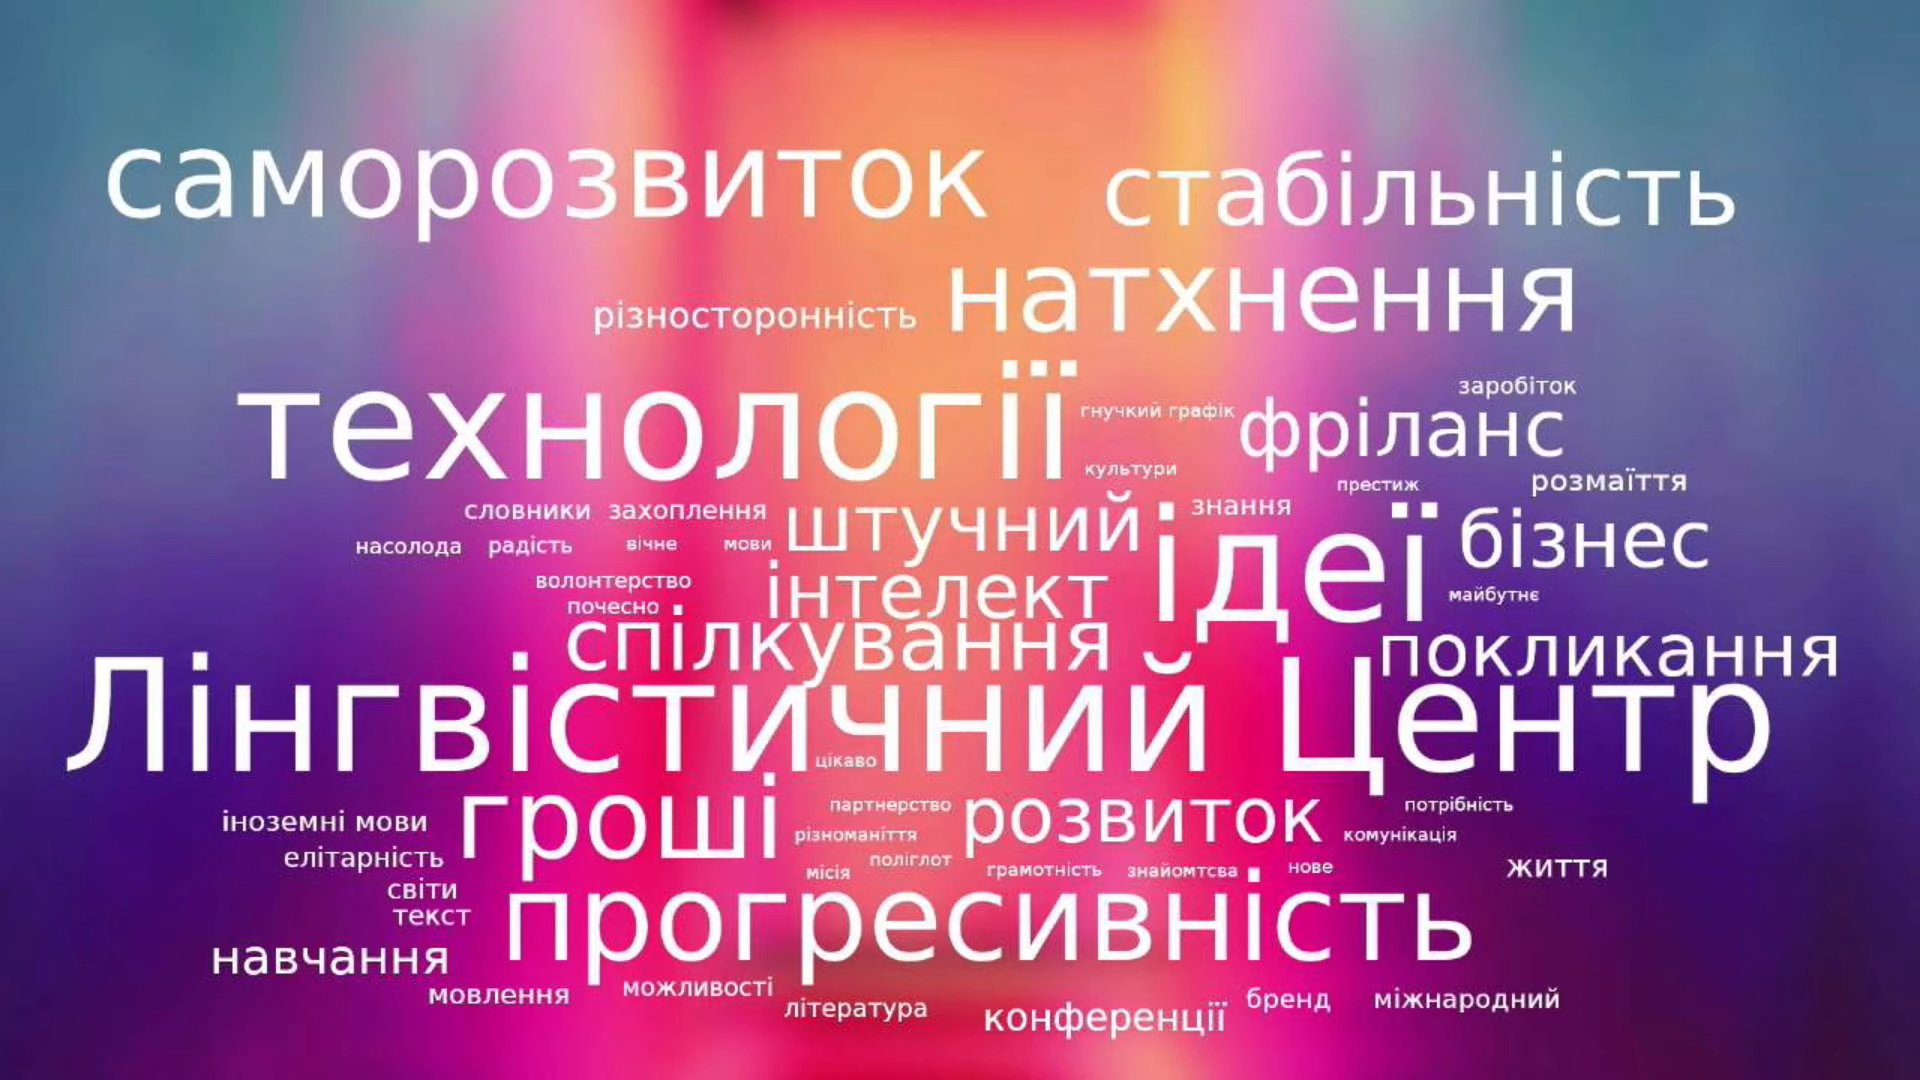 саморозвиток
стабільність
натхнення
різносторонність
технології
заробіток
гнучкий графік
фріланс
культури
престиж
розмаїття
словники
захоплення
штучний
знання
ідеї
бізнес
насолода
радість
вічне
мови
волонтерство
інтелект
майбутнє
почесно
спілкування
покликання
Лінгвістичний Центр
цікаво
іноземні мови
гроші
партнерство
розвиток
потрібність
різноманіття
комунікація
елітарність
поліглот
місія
грамотність
знайомтсва
нове
життя
світи
текст
прогресивність
навчання
мовлення
можливості
література
конференції
бренд
міжнародний